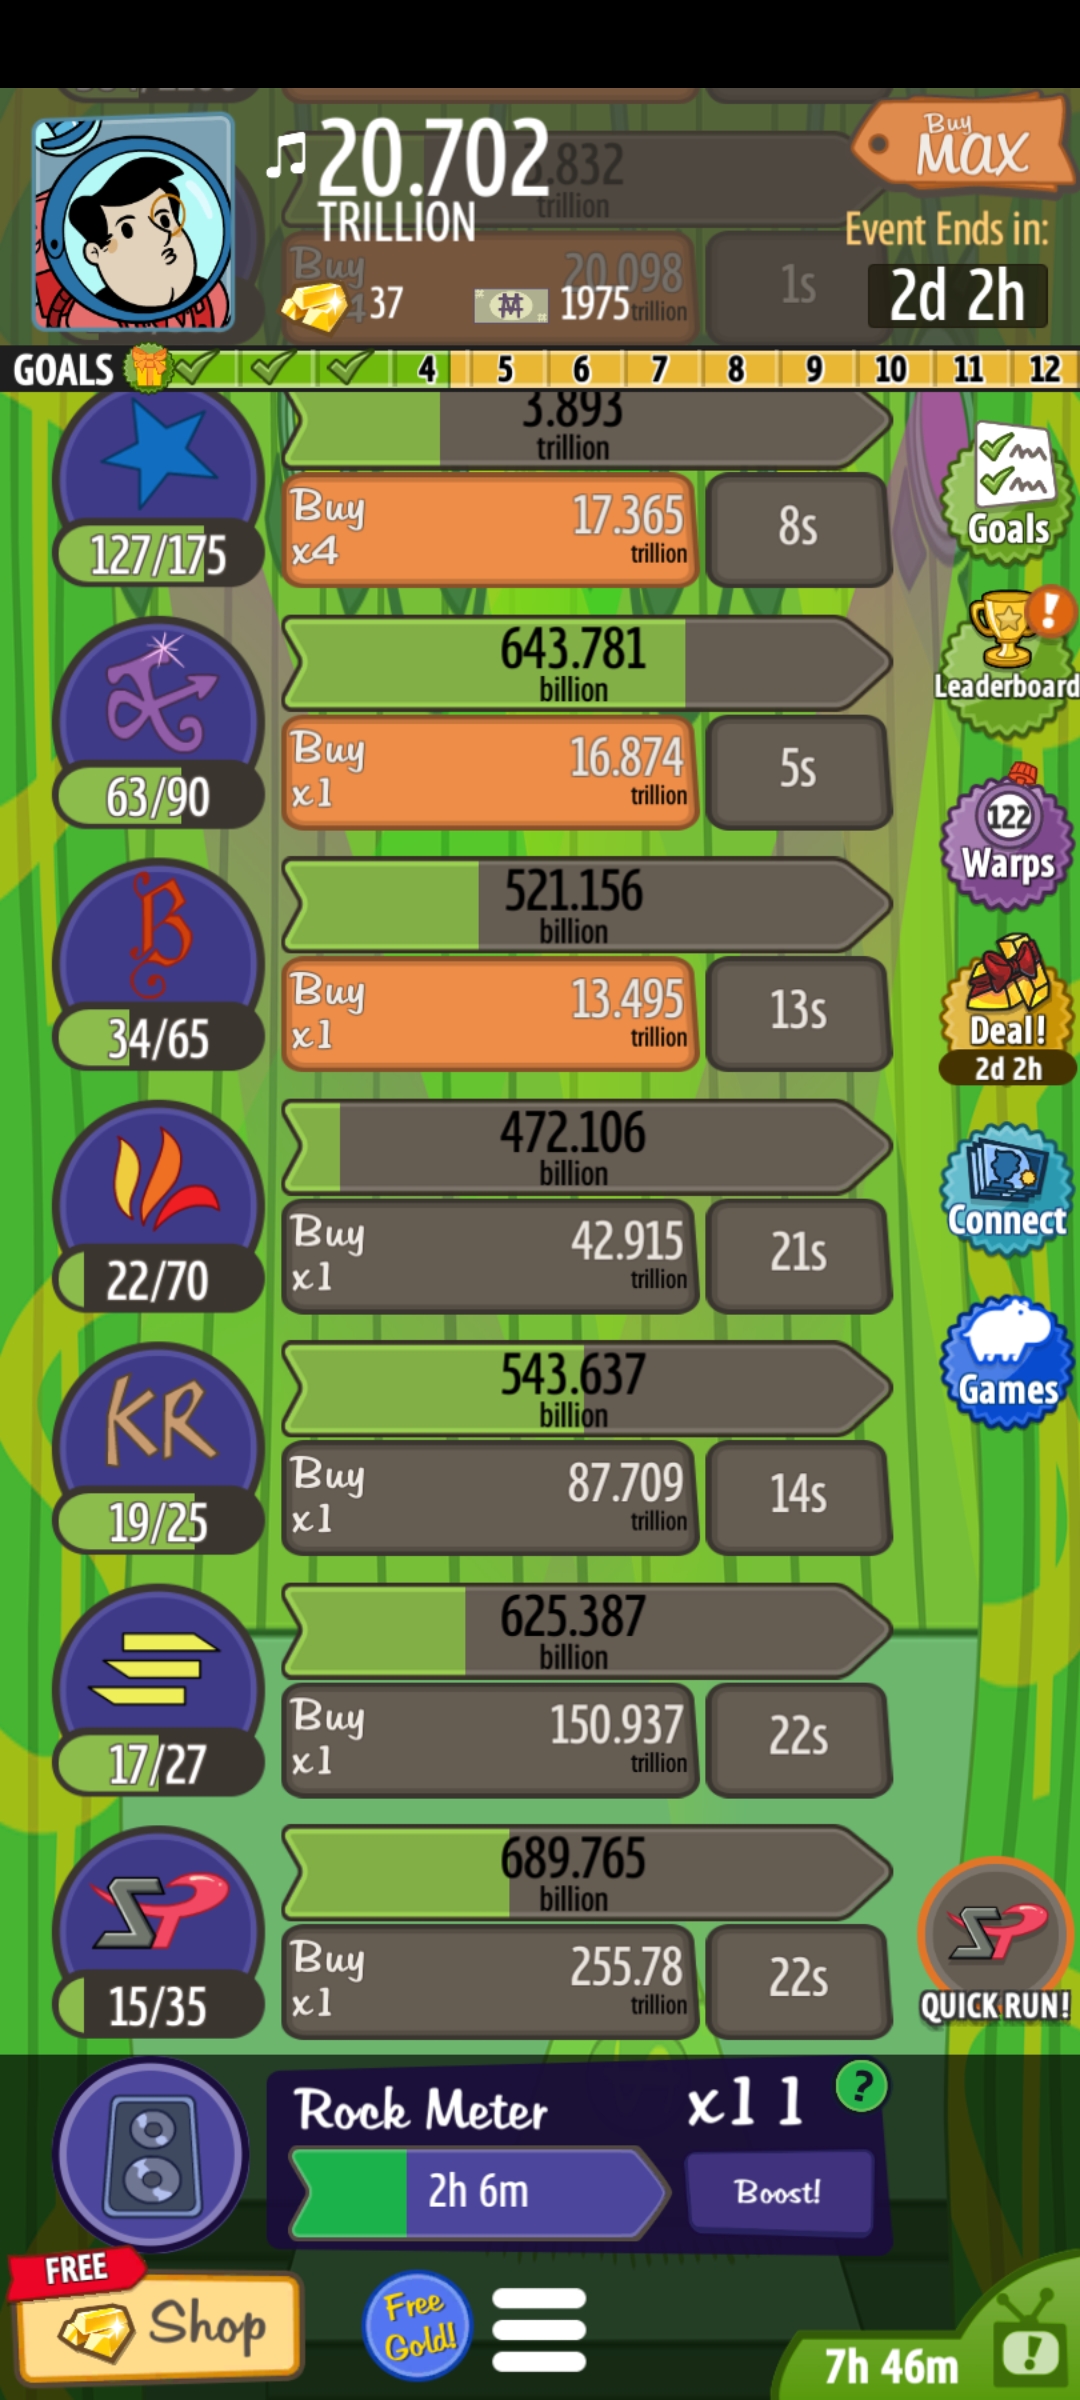 20.702
TRILLION
37
1975
Buy
MAX
Event Ends in:
2d 2h
3.832
trillion
Buy
20.098
trillion
1s
GOALS 4 5 6 7 8 9 10 11 12
3.893
trillion
127/175
Buy
x4
17.365
trillion
8s
Goals
643.781
billion
63/90
Buy
x1
16.874
trillion
5s
Leaderboard
122
Warps
521.156
billion
34/65
Buy
x1
13.495
trillion
13s
Deal!
2d 2h
472.106
billion
22/70
Buy
x1
42.915
trillion
21s
Connect
543.637
billion
KR
19/25
Buy
x1
87.709
trillion
14s
Games
625.387
billion
17/27
Buy
x1
150.937
trillion
22s
689.765
billion
SP
15/35
Buy
x1
255.78
trillion
22s
SP
QUICK RUN!
Rock Meter
x11
?
2h 6m
Boost!
FREE
Shop
Free
Gold!
7h 46m
!